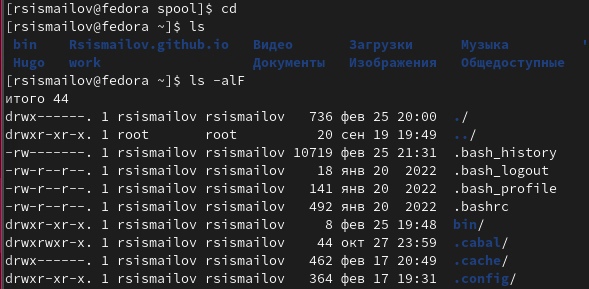 [rsismailov@fedora spool]$ cd
[rsismailov@fedora ~]$ ls
bin Rsismailov.github.io Видео Загрузки Музыка '
Hugo work Документы Изображения Общедоступные
[rsismailov@fedora ~]$ ls -alF
итого 44
drwx------. 1 rsismailov rsismailov 736 фев 25 20:00 ./
drwxr-xr-x. 1 root root 20 сен 19 19:49 ../
-rw-------. 1 rsismailov rsismailov 10719 фев 25 21:31 .bash_history
-rw-r--r--. 1 rsismailov rsismailov 18 янв 20 2022 .bash_logout
-rw-r--r--. 1 rsismailov rsismailov 141 янв 20 2022 .bash_profile
-rw-r--r--. 1 rsismailov rsismailov 492 янв 20 2022 .bashrc
drwxr-xr-x. 1 rsismailov rsismailov 8 фев 25 19:48 bin/
drwxrwxr-x. 1 rsismailov rsismailov 44 окт 27 23:59 .cabal/
drwx------. 1 rsismailov rsismailov 462 фев 17 20:49 .cache/
drwxr-xr-x. 1 rsismailov rsismailov 364 фев 17 19:31 .config/